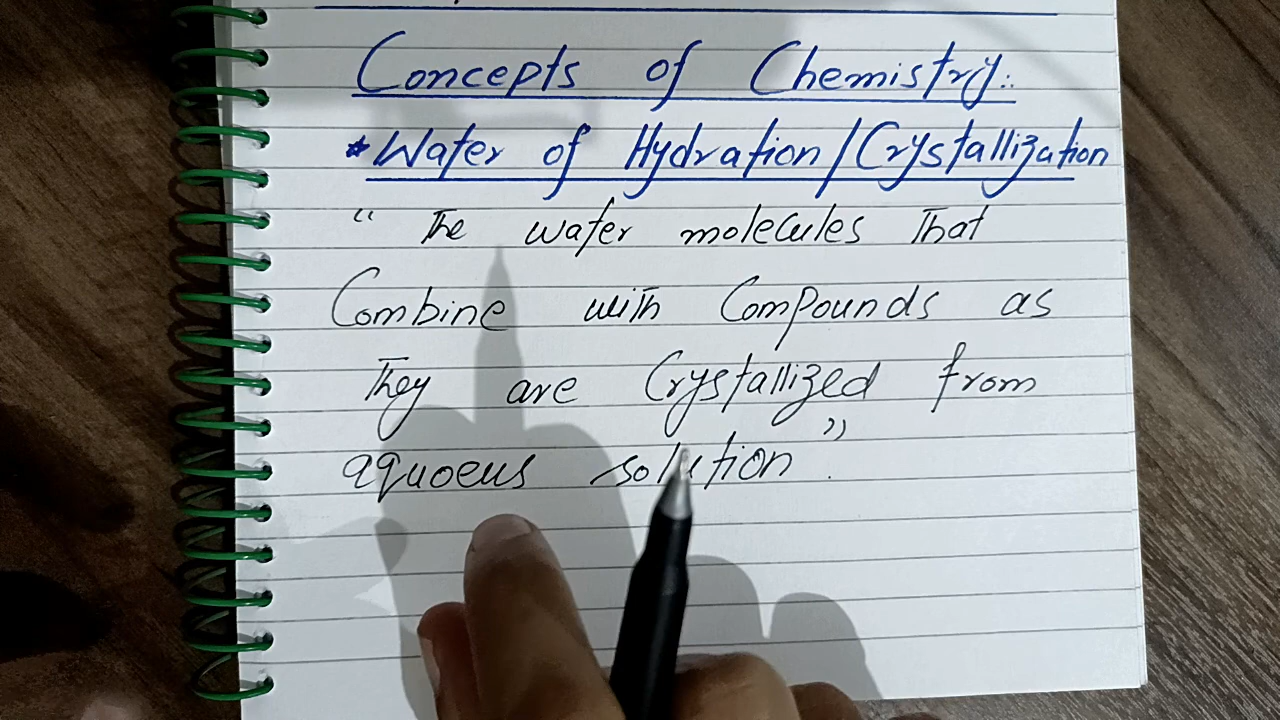 Concepts of Chemistry:
*Water of Hydration/Crystallization
" The water molecules That
Combine with Compounds as
They are Crystallized from
aquoeus solution".